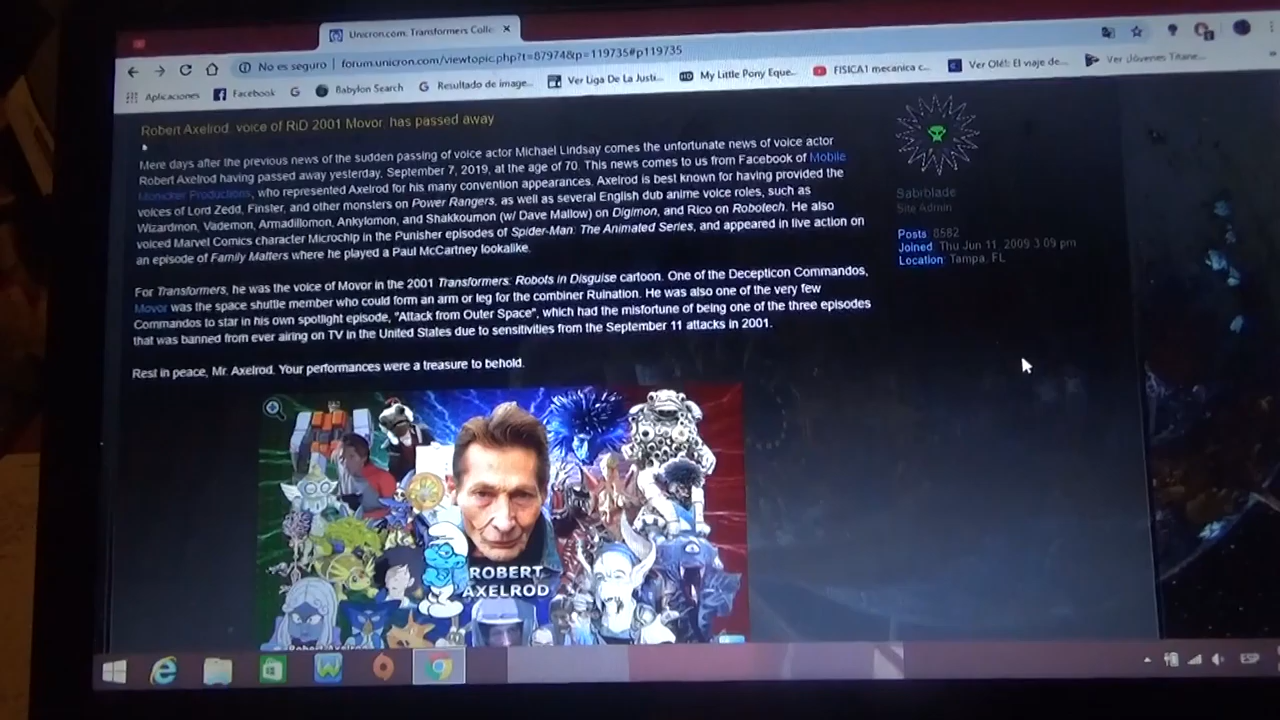 Unicron.com: Transformers Colle
No es seguro | forum.unicron.com/viewtopic.php?t=87974&p=119735#p119735
Aplicaciones Facebook Babylon Search Resultado de image... Ver Liga De La Justi... My Little Pony Eque... FISICA1 mecanica c... Ver Olé!: El viaje de... Ver Jóvenes Titane...
Robert Axelrod, voice of RiD 2001 Movor, has passed away
Mere days after the previous news of the sudden passing of voice actor Michael Lindsay comes the unfortunate news of voice actor
Robert Axelrod having passed away yesterday, September 7, 2019, at the age of 70. This news comes to us from Facebook of Mobile
Monicker Productions, who represented Axelrod for his many convention appearances. Axelrod is best known for having provided the
voices of Lord Zedd, Finster, and other monsters on Power Rangers, as well as several English dub anime voice roles, such as
Wizardmon, Vademon, Armadillomon, Ankylomon, and Shakkoumon (w/ Dave Mallow) on Digimon, and Rico on Robotech. He also
voiced Marvel Comics character Microchip in the Punisher episodes of Spider-Man: The Animated Series, and appeared in live action on
an episode of Family Matters where he played a Paul McCartney lookalike.
For Transformers, he was the voice of Movor in the 2001 Transformers: Robots in Disguise cartoon. One of the Decepticon Commandos,
Movor was the space shuttle member who could form an arm or leg for the combiner Ruination. He was also one of the very few
Commandos to star in his own spotlight episode, "Attack from Outer Space", which had the misfortune of being one of the three episodes
that was banned from ever airing on TV in the United States due to sensitivities from the September 11 attacks in 2001.
Rest in peace, Mr. Axelrod. Your performances were a treasure to behold.
Sabrblade
Site Admin
Posts 8582
Joined: Thu Jun 11, 2009 3:09 pm
Location: Tampa, FL
ROBERT
AXELROD
ESP